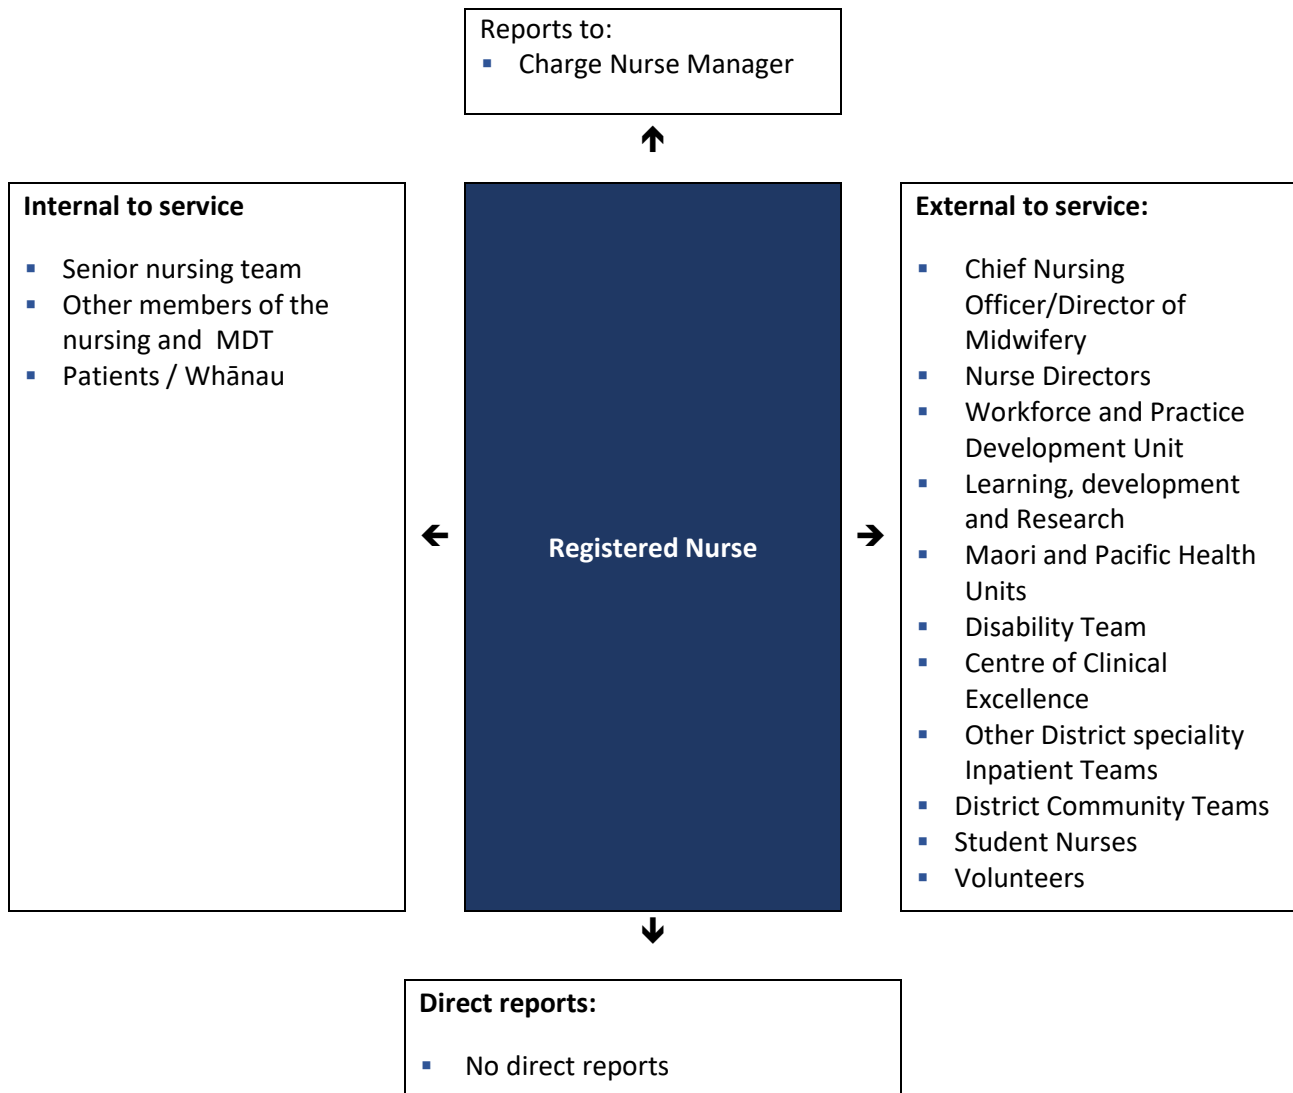 Reports to:
▪ Charge Nurse Manager
Internal to service
▪ Senior nursing team
▪ Other members of the
nursing and MDT
▪ Patients / Whānau
Registered Nurse
External to service:
▪ Chief Nursing
Officer/Director of
Midwifery
▪ Nurse Directors
▪ Workforce and Practice
Development Unit
▪ Learning, development
and Research
▪ Maori and Pacific Health
Units
▪ Disability Team
▪ Centre of Clinical
Excellence
▪ Other District speciality
Inpatient Teams
▪ District Community Teams
▪ Student Nurses
▪ Volunteers
Direct reports:
▪ No direct reports